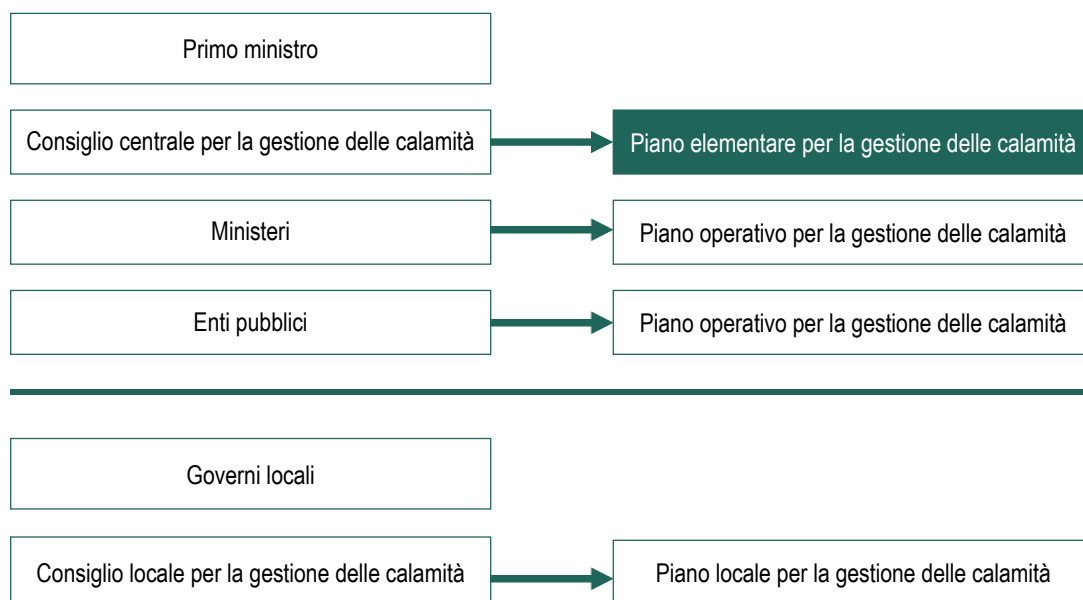 Primo ministro
Consiglio centrale per la gestione delle calamità
Piano elementare per la gestione delle calamità
Ministeri
Piano operativo per la gestione delle calamità
Enti pubblici
Piano operativo per la gestione delle calamità
Governi locali
Consiglio locale per la gestione delle calamità
Piano locale per la gestione delle calamità